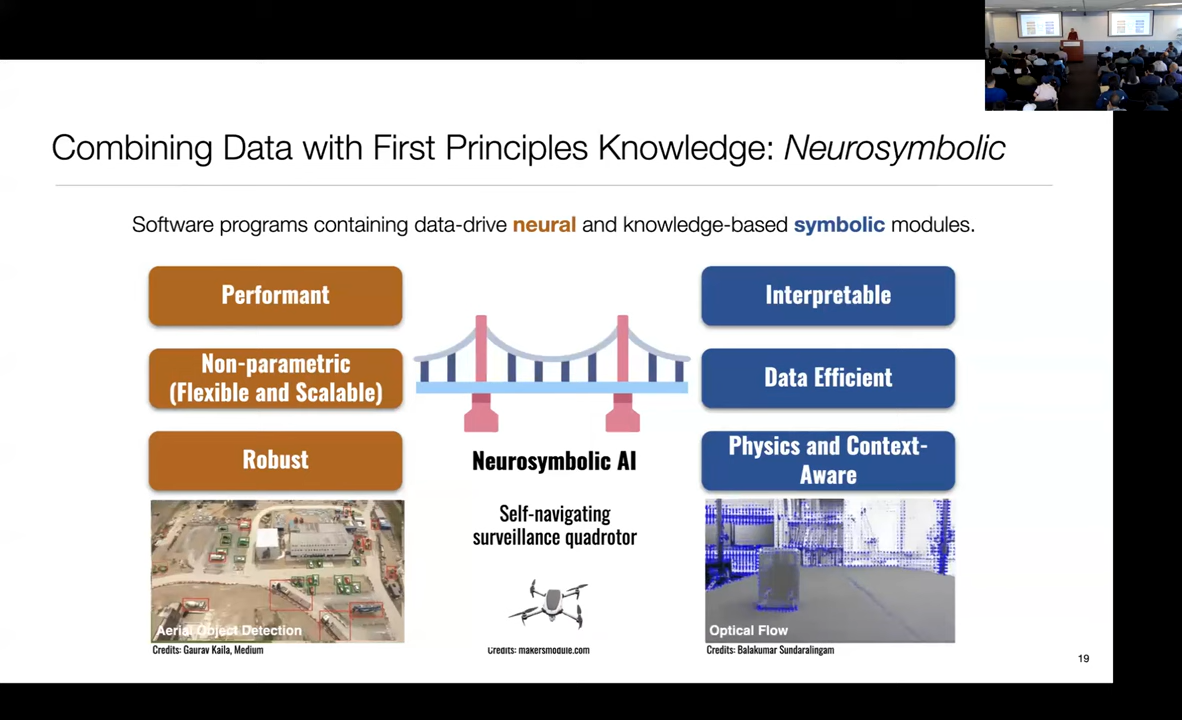 Combining Data with First Principles Knowledge: Neurosymbolic
Software programs containing data-drive neural and knowledge-based symbolic modules.
Performant
Non-parametric
(Flexible and Scalable)
Robust
Aerial Object Detection
Credits: Gaurav Kaila, Medium
Neurosymbolic AI
Self-navigating
surveillance quadrotor
Credits: makersmodule.com
Interpretable
Data Efficient
Physics and Context-
Aware
Optical Flow
Credits: Balakumar Sundaralingam
19